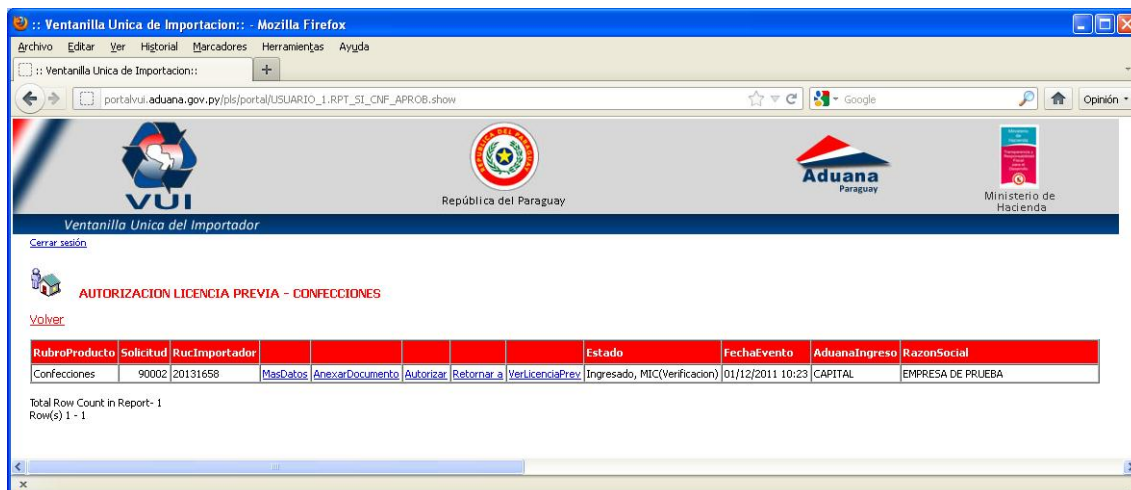 :: Ventanilla Unica de Importacion:: - Mozilla Firefox
Archivo Editar Ver Historial Marcadores Herramientas Ayuda
:: Ventanilla Unica de Importacion::
portalvui.aduana.gov.py/pls/portal/USUARIO_1.RPT_SI_CNF_APROB.show Google Opinión
VUI
República del Paraguay
Aduana
Paraguay
Ministerio de
Hacienda
Ventanilla Unica del Importador
Cerrar sesión
AUTORIZACION LICENCIA PREVIA - CONFECCIONES
Volver
RubroProducto Solicitud RucImportador Estado FechaEvento AduanaIngreso RazonSocial
Confecciones 90002 20131658 MasDatos AnexarDocumento Autorizar Retornar a VerLicenciaPrev Ingresado, MIC(Verificacion) 01/12/2011 10:23 CAPITAL EMPRESA DE PRUEBA
Total Row Count in Report- 1
Row(s) 1 - 1